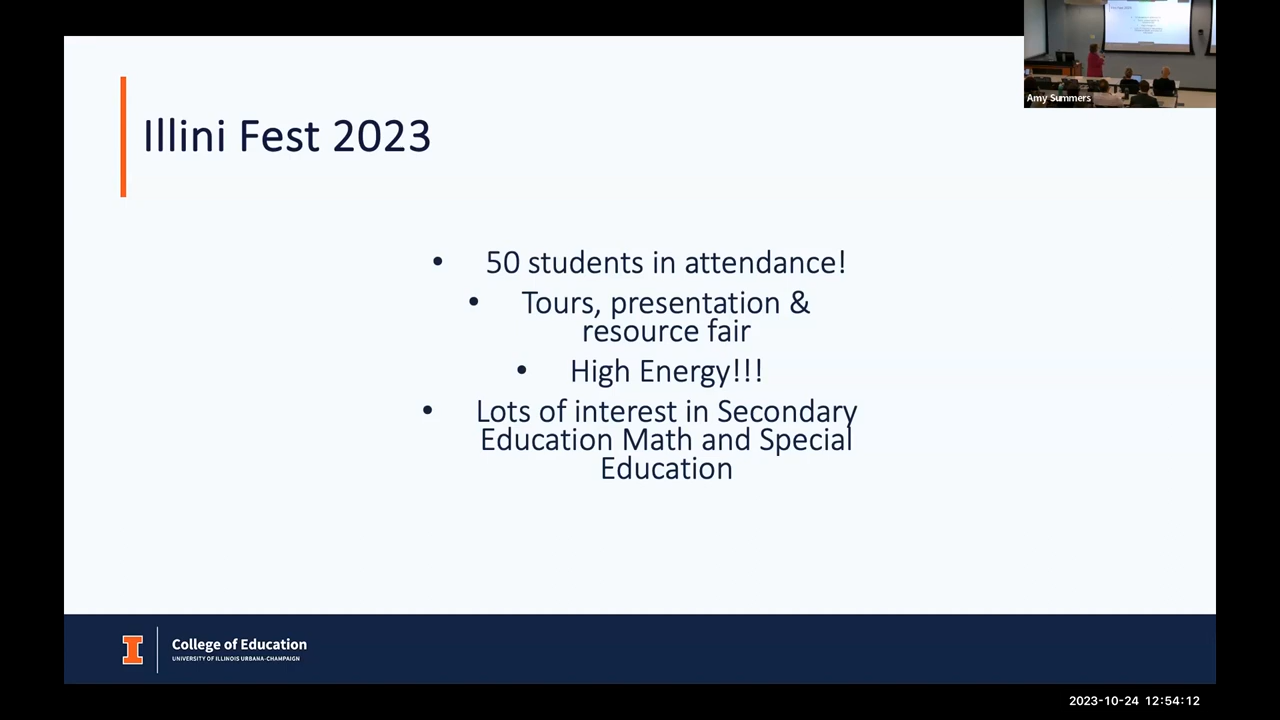 Illini Fest 2023
• 50 students in attendance!
• Tours, presentation &
resource fair
• High Energy!!!
• Lots of interest in Secondary
Education Math and Special
Education
Amy Summers
I
College of Education
UNIVERSITY OF ILLINOIS URBANA-CHAMPAIGN
2023-10-24 12:54:12